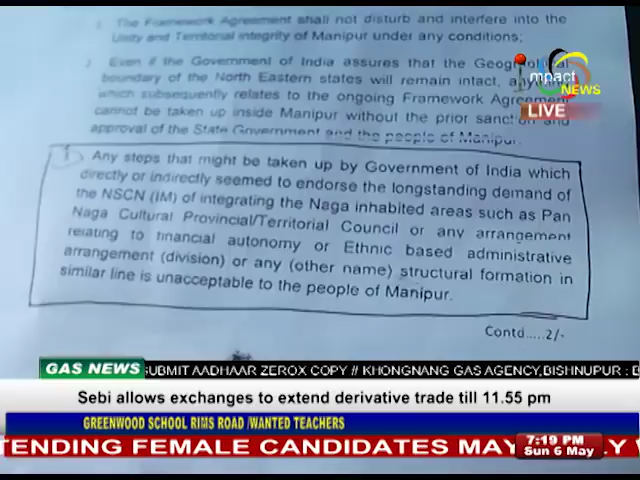 1. The Framework Agreement shall not disturb and interfere into the
Unity and Territorial integrity of Manipur under any conditions;
2. Even if the Government of India assures that the
boundary of the North Eastern states will remain intact,
which subsequently relates to the ongoing Framework Agreement
cannot be taken up inside Manipur without the prior and
approval of the State Government and the people of Manipur.
Any steps that might be taken up by Government of India which
directly or indirectly seemed to endorse the longstanding demand of
the NSCN (IM) of integrating the Naga inhabited areas such as Pan
Naga Cultural Provincial/Territorial Council or any arrangement
relating to financial autonomy or Ethnic based administrative
arrangement (division) or any (other name) structural formation in
similar line is unacceptable to the people of Manipur.
Contd.....2/-
impact
NEWS
LIVE
GAS NEWS
SUBMIT AADHAAR ZEROX COPY # KHONGNANG GAS AGENCY,BISHNUPUR : B
Sebi allows exchanges to extend derivative trade till 11.55 pm
GREENWOOD SCHOOL RIMS ROAD /WANTED TEACHERS
TENDING FEMALE CANDIDATES MAY
7:19 PM
Sun 6 May